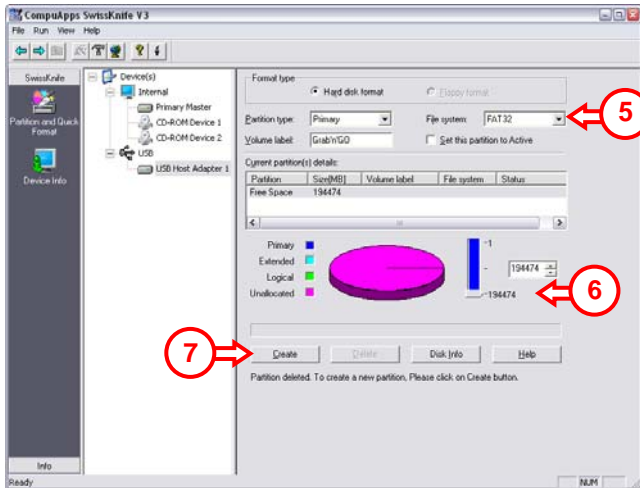 CompuApps SwissKnife V3
File Run View Help
SwissKnife
Partition and Quick Format
Device Info
Info
Device(s)
Internal
Primary Master
CD-ROM Device 1
CD-ROM Device 2
USB
USB Host Adapter 1
Format type
Hard disk format
Floppy format
Partition type: Primary File system: FAT32
5
Volume label: Grab'n'GO Set this partition to Active
Current partition(s) details:
Partition Size[MB] Volume label File system Status
Free Space 194474
Primary
Extended
Logical
Unallocated
-1
194474
-194474
6
7
Create Delete Disk Info Help
Partition deleted. To create a new partition, Please click on Create button.
Ready NUM